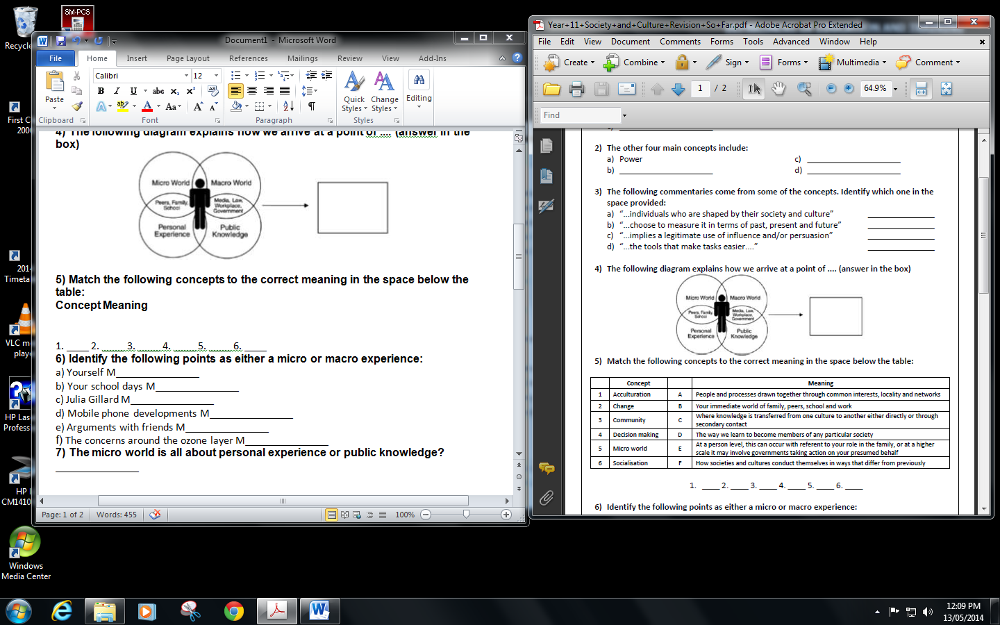 SM-PCS
Recycle
First C
200
201
Timeta
VLC m
playe
HP Las
Profess
HP
CM1410
Windows
Media Center
Document1 - Microsoft Word
File Home Insert Page Layout References Mailings Review View Add-Ins
Calibri 12
Paste
B I U abc x₂ x²
A ab A Aa A A
Quick Styles
Change Styles
Editing
Clipboard Font Paragraph Styles
4) The following diagram explains how we arrive at a point of .... (answer in the
box)
Micro World Macro World
Peers, Family, School
Media, Law, Workplace, Government
Personal Experience
Public Knowledge
5) Match the following concepts to the correct meaning in the space below the
table:
Concept Meaning
1. ____ 2. ____ 3. ____ 4. ____ 5. ____ 6. ____
6) Identify the following points as either a micro or macro experience:
a) Yourself M_______________
b) Your school days M_______________
c) Julia Gillard M_______________
d) Mobile phone developments M_______________
e) Arguments with friends M_______________
f) The concerns around the ozone layer M_______________
7) The micro world is all about personal experience or public knowledge?
_______________
Page: 1 of 2 Words: 455 100%
Year+11+Society+and+Culture+Revision+So+Far.pdf - Adobe Acrobat Pro Extended
File Edit View Document Comments Forms Tools Advanced Window Help
Create Combine Sign Forms Multimedia Comment
1 / 2 64.9%
Find
2) The other four main concepts include:
a) Power c) _______________
b) _______________ d) _______________
3) The following commentaries come from some of the concepts. Identify which one in the
space provided:
a) “...individuals who are shaped by their society and culture” _______________
b) “...choose to measure it in terms of past, present and future” _______________
c) “...implies a legitimate use of influence and/or persuasion” _______________
d) “...the tools that make tasks easier....” _______________
4) The following diagram explains how we arrive at a point of .... (answer in the box)
Micro World Macro World
Peers, Family, School
Media, Law, Workplace, Government
Personal Experience
Public Knowledge
5) Match the following concepts to the correct meaning in the space below the table:
Concept Meaning
1 Acculturation A People and processes drawn together through common interests, locality and networks
2 Change B Your immediate world of family, peers, school and work
3 Community C Where knowledge is transferred from one culture to another either directly or through
secondary contact
4 Decision making D The way we learn to become members of any particular society
5 Micro world E At a person level, this can occur with referent to your role in the family, or at a higher
scale it may involve governments taking action on your presumed behalf
6 Socialisation F How societies and cultures conduct themselves in ways that differ from previously
1. ____ 2. ____ 3. ____ 4. ____ 5. ____ 6. ____
6) Identify the following points as either a micro or macro experience:
12:09 PM
13/05/2014